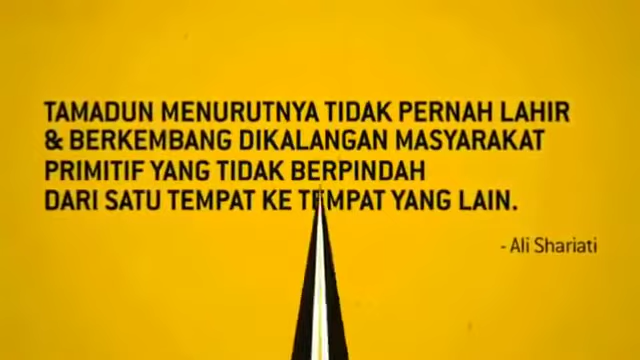 TAMADUN MENURUTNYA TIDAK PERNAH LAHIR
& BERKEMBANG DIKALANGAN MASYARAKAT
PRIMITIF YANG TIDAK BERPINDAH
DARI SATU TEMPAT KE TEMPAT YANG LAIN.
- Ali Shariati